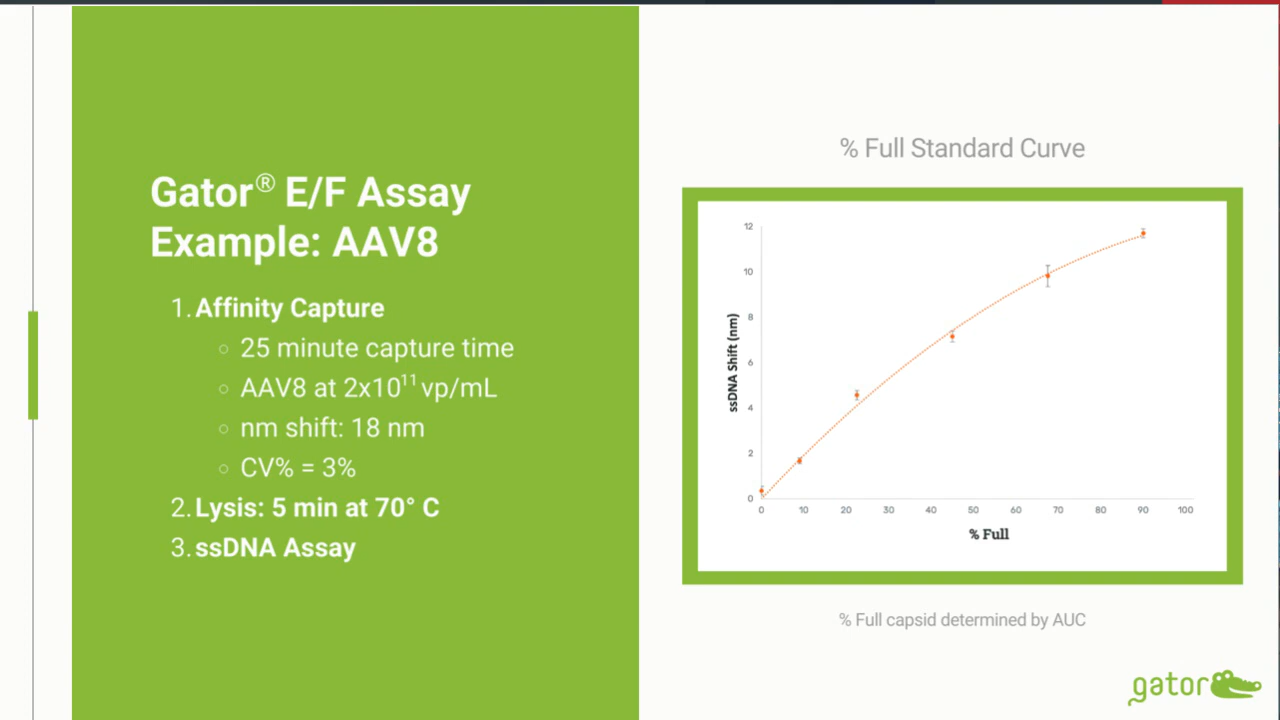 Gator® E/F Assay
Example: AAV8
1. Affinity Capture
○ 25 minute capture time
○ AAV8 at 2x10¹¹ vp/mL
○ nm shift: 18 nm
○ CV% = 3%
2. Lysis: 5 min at 70° C
3. ssDNA Assay
% Full Standard Curve
12
10
8
6
4
2
0
ssDNA Shift (nm)
0 10 20 30 40 50 60 70 80 90 100
% Full
% Full capsid determined by AUC
gator